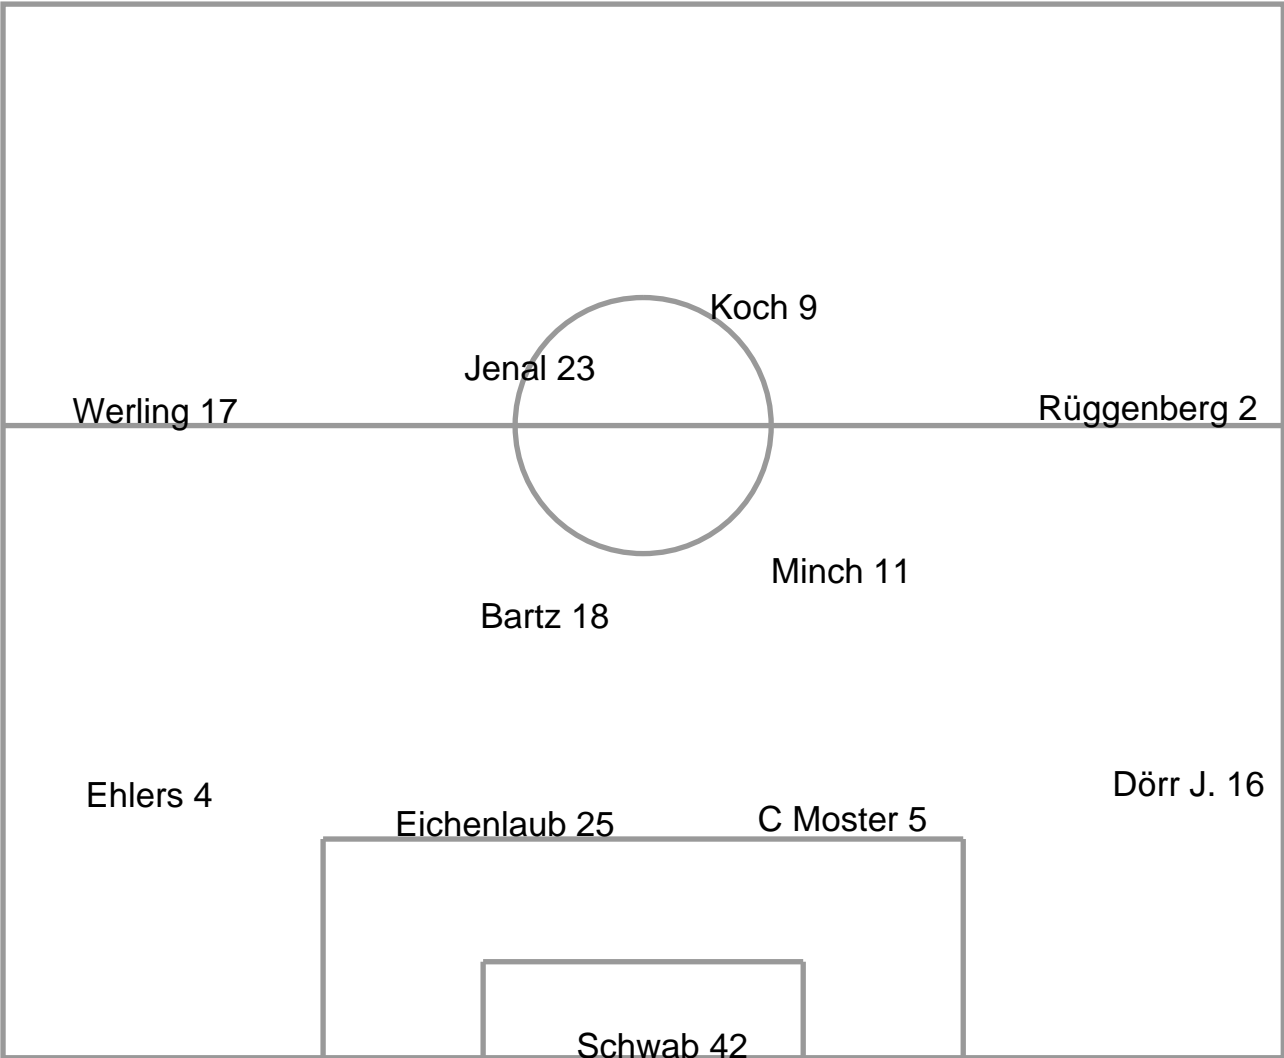 Koch 9
Jenal 23
Werling 17
Rüggenberg 2
Minch 11
Bartz 18
Ehlers 4
Dörr J. 16
Eichenlaub 25
C Moster 5
Schwab 42